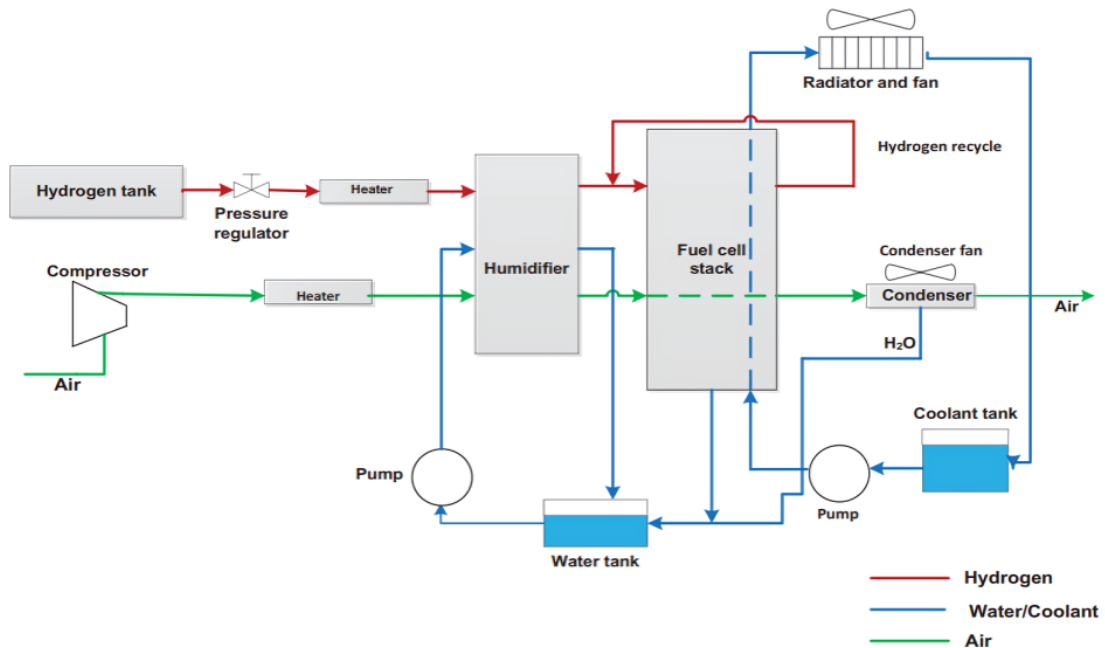 Radiator and fan
Hydrogen recycle
Hydrogen tank
Heater
Pressure
regulator
Compressor
Humidifier
Fuel cell
stack
Condenser fan
Heater
Condenser
Air
Air
H₂O
Coolant tank
Pump
Pump
Water tank
Hydrogen
Water/Coolant
Air